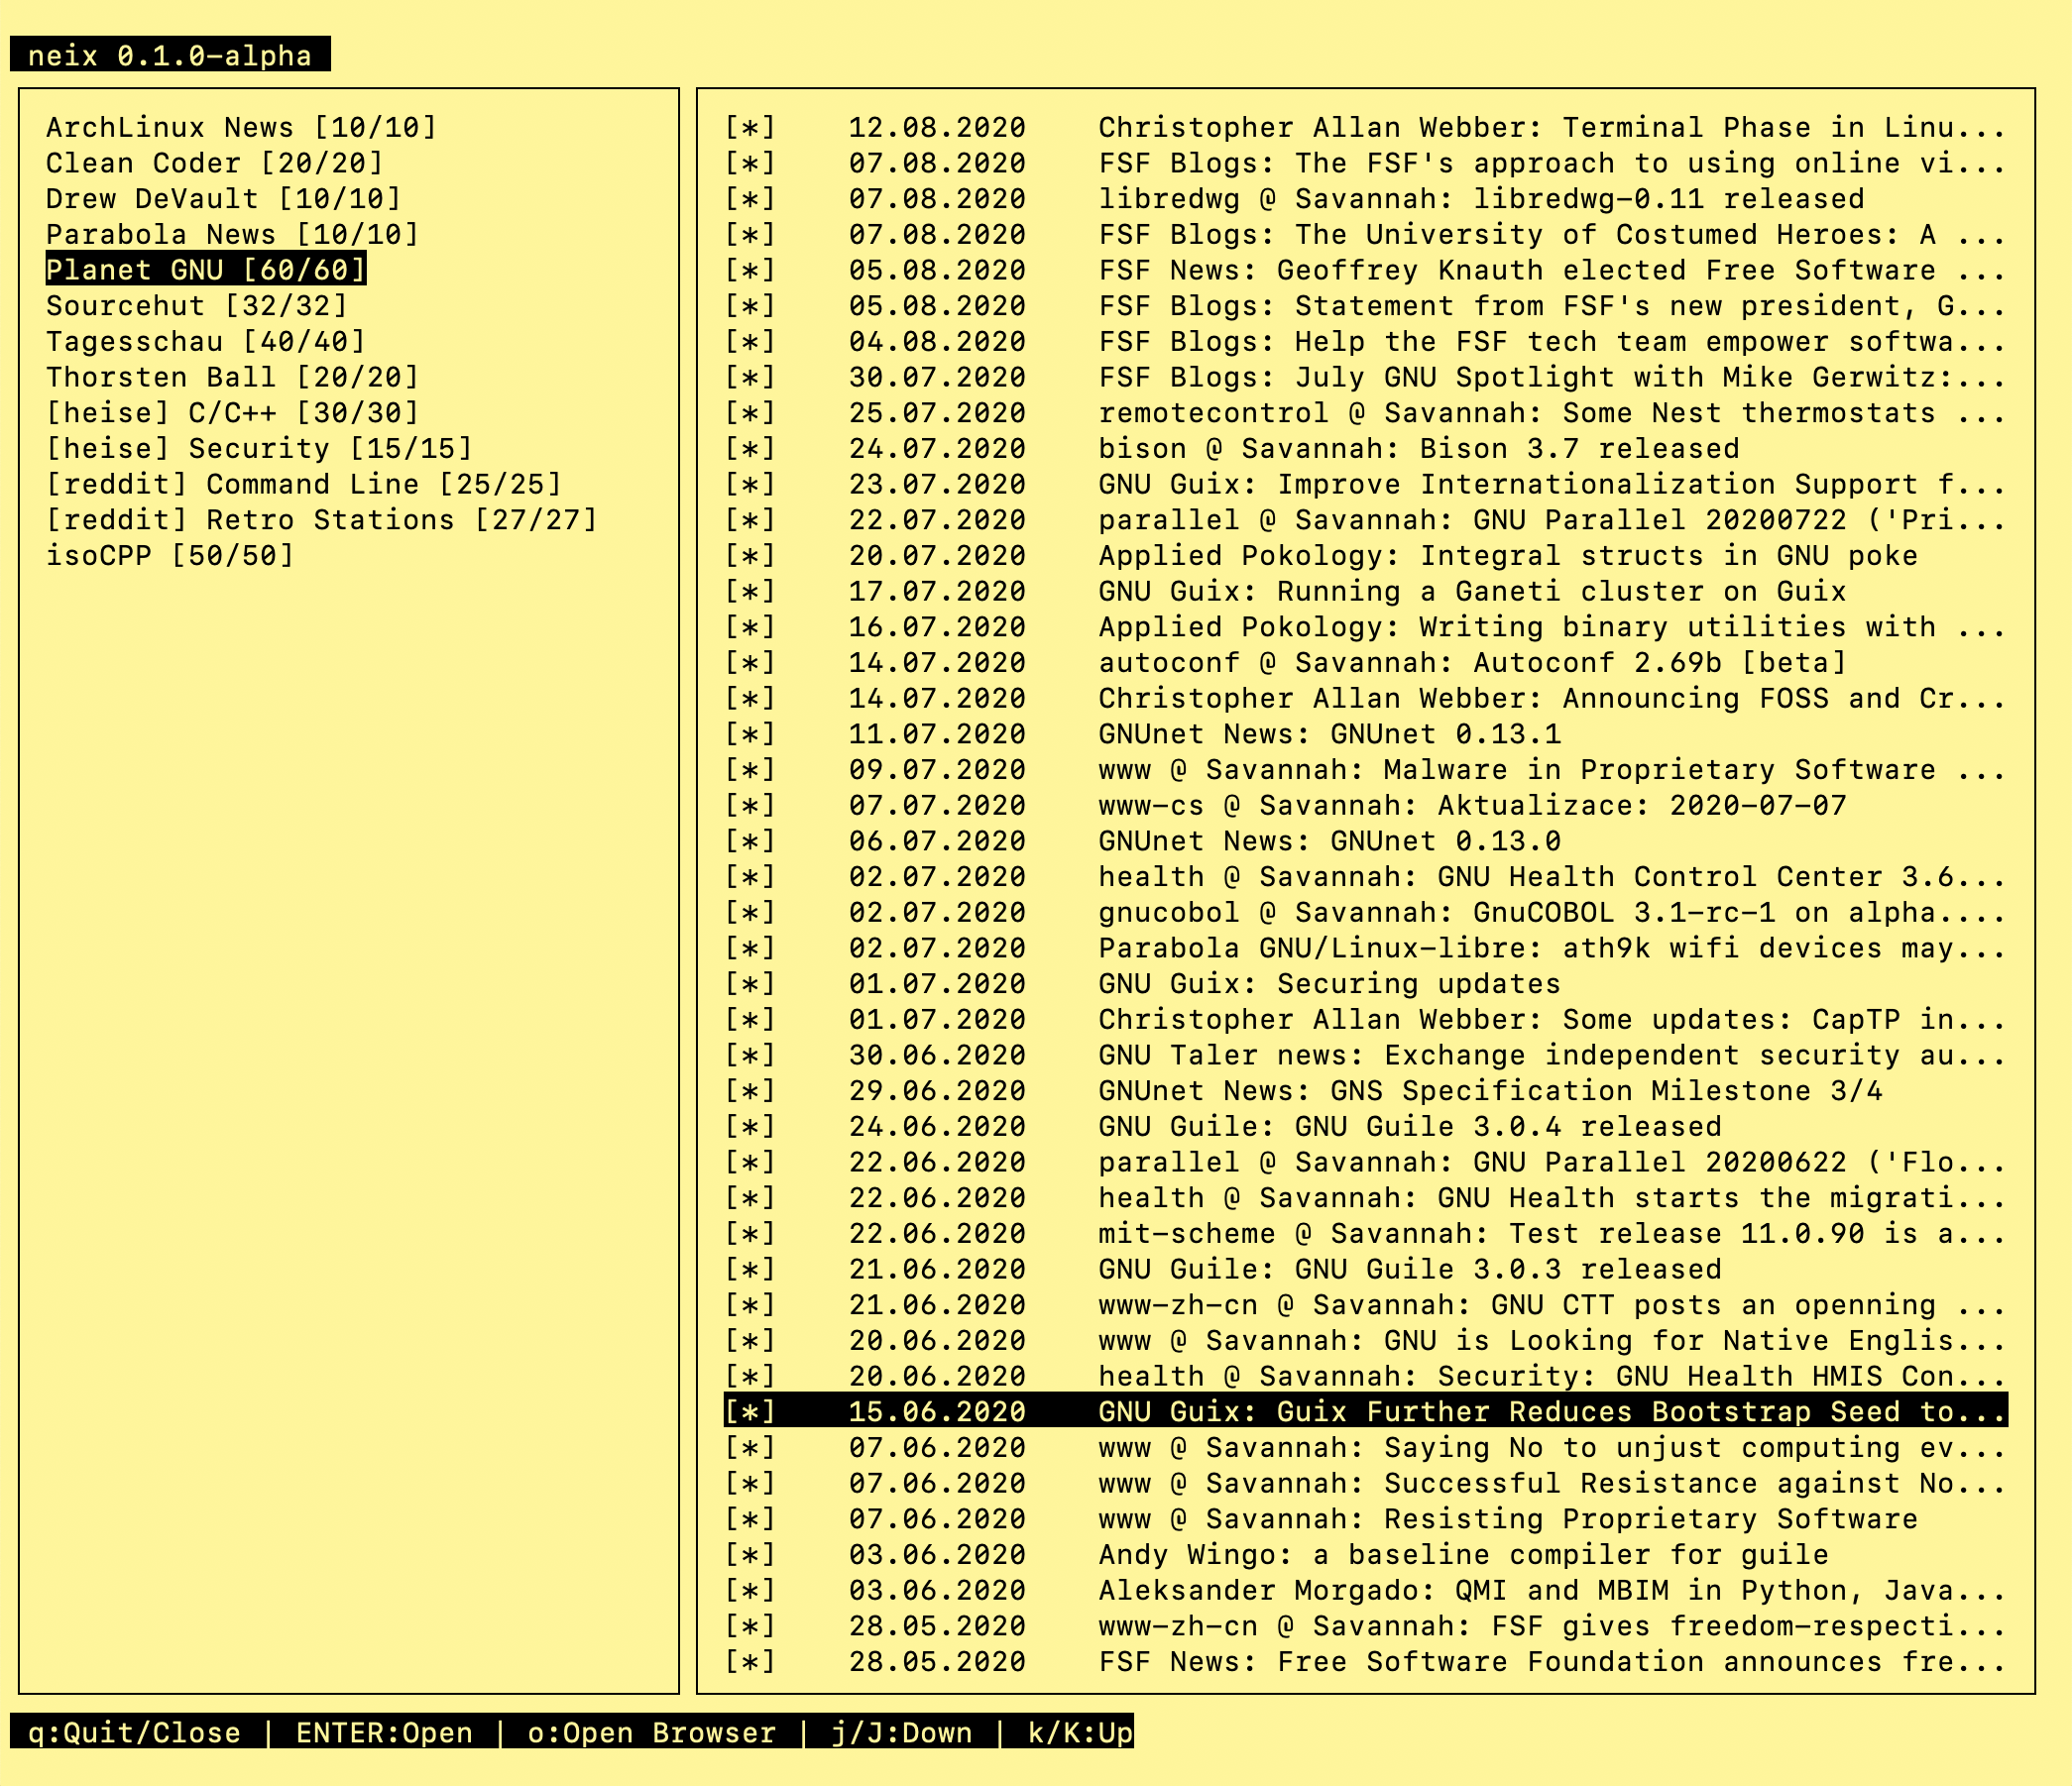 neix 0.1.0-alpha
ArchLinux News [10/10]
Clean Coder [20/20]
Drew DeVault [10/10]
Parabola News [10/10]
Planet GNU [60/60]
Sourcehut [32/32]
Tagesschau [40/40]
Thorsten Ball [20/20]
[heise] C/C++ [30/30]
[heise] Security [15/15]
[reddit] Command Line [25/25]
[reddit] Retro Stations [27/27]
isoCPP [50/50]
[*] 12.08.2020 Christopher Allan Webber: Terminal Phase in Linu...
[*] 07.08.2020 FSF Blogs: The FSF's approach to using online vi...
[*] 07.08.2020 libredwg @ Savannah: libredwg-0.11 released
[*] 07.08.2020 FSF Blogs: The University of Costumed Heroes: A ...
[*] 05.08.2020 FSF News: Geoffrey Knauth elected Free Software ...
[*] 05.08.2020 FSF Blogs: Statement from FSF's new president, G...
[*] 04.08.2020 FSF Blogs: Help the FSF tech team empower softwa...
[*] 30.07.2020 FSF Blogs: July GNU Spotlight with Mike Gerwitz:...
[*] 25.07.2020 remotecontrol @ Savannah: Some Nest thermostats ...
[*] 24.07.2020 bison @ Savannah: Bison 3.7 released
[*] 23.07.2020 GNU Guix: Improve Internationalization Support f...
[*] 22.07.2020 parallel @ Savannah: GNU Parallel 20200722 ('Pri...
[*] 20.07.2020 Applied Pokology: Integral structs in GNU poke
[*] 17.07.2020 GNU Guix: Running a Ganeti cluster on Guix
[*] 16.07.2020 Applied Pokology: Writing binary utilities with ...
[*] 14.07.2020 autoconf @ Savannah: Autoconf 2.69b [beta]
[*] 14.07.2020 Christopher Allan Webber: Announcing FOSS and Cr...
[*] 11.07.2020 GNUnet News: GNUnet 0.13.1
[*] 09.07.2020 www @ Savannah: Malware in Proprietary Software ...
[*] 07.07.2020 www-cs @ Savannah: Aktualizace: 2020-07-07
[*] 06.07.2020 GNUnet News: GNUnet 0.13.0
[*] 02.07.2020 health @ Savannah: GNU Health Control Center 3.6...
[*] 02.07.2020 gnucobol @ Savannah: GnuCOBOL 3.1-rc-1 on alpha....
[*] 02.07.2020 Parabola GNU/Linux-libre: ath9k wifi devices may...
[*] 01.07.2020 GNU Guix: Securing updates
[*] 01.07.2020 Christopher Allan Webber: Some updates: CapTP in...
[*] 30.06.2020 GNU Taler news: Exchange independent security au...
[*] 29.06.2020 GNUnet News: GNS Specification Milestone 3/4
[*] 24.06.2020 GNU Guile: GNU Guile 3.0.4 released
[*] 22.06.2020 parallel @ Savannah: GNU Parallel 20200622 ('Flo...
[*] 22.06.2020 health @ Savannah: GNU Health starts the migrati...
[*] 22.06.2020 mit-scheme @ Savannah: Test release 11.0.90 is a...
[*] 21.06.2020 GNU Guile: GNU Guile 3.0.3 released
[*] 21.06.2020 www-zh-cn @ Savannah: GNU CTT posts an openning ...
[*] 20.06.2020 www @ Savannah: GNU is Looking for Native Englis...
[*] 20.06.2020 health @ Savannah: Security: GNU Health HMIS Con...
[*] 15.06.2020 GNU Guix: Guix Further Reduces Bootstrap Seed to...
[*] 07.06.2020 www @ Savannah: Saying No to unjust computing ev...
[*] 07.06.2020 www @ Savannah: Successful Resistance against No...
[*] 07.06.2020 www @ Savannah: Resisting Proprietary Software
[*] 03.06.2020 Andy Wingo: a baseline compiler for guile
[*] 03.06.2020 Aleksander Morgado: QMI and MBIM in Python, Java...
[*] 28.05.2020 www-zh-cn @ Savannah: FSF gives freedom-respecti...
[*] 28.05.2020 FSF News: Free Software Foundation announces fre...
q:Quit/Close | ENTER:Open | o:Open Browser | j/J:Down | k/K:Up